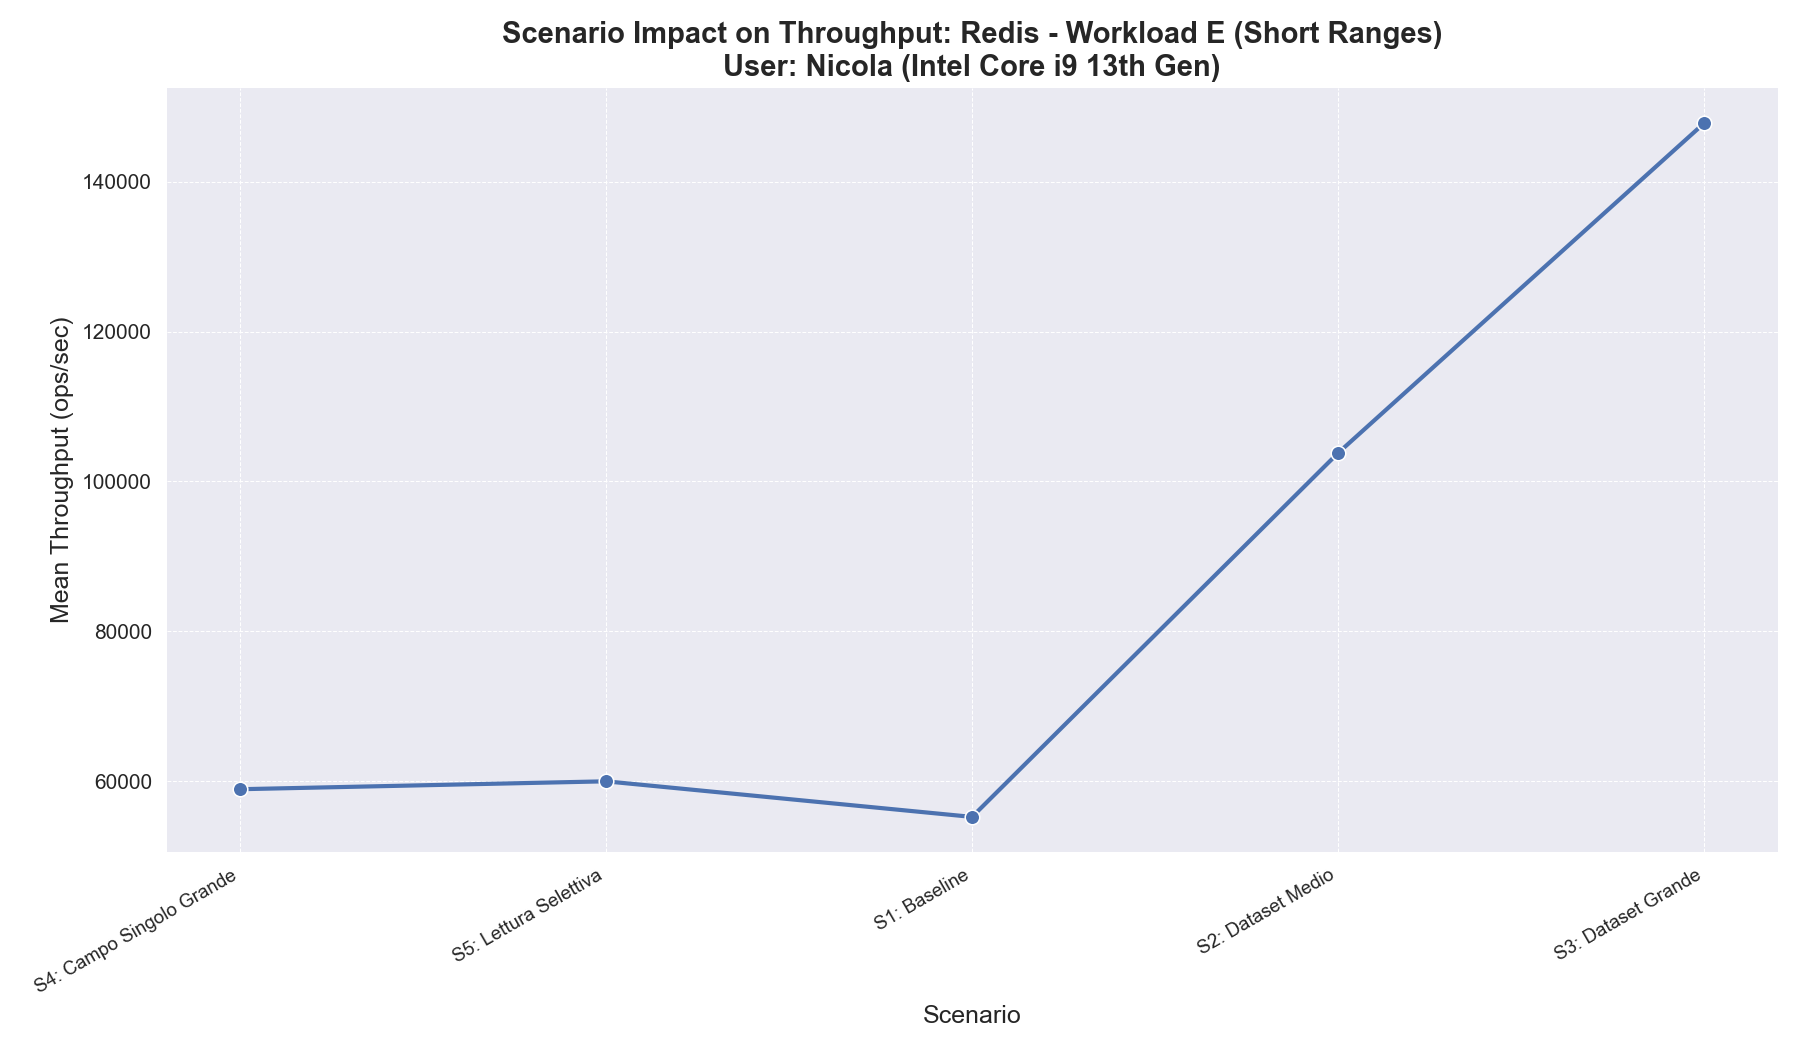 Scenario Impact on Throughput: Redis - Workload E (Short Ranges)
User: Nicola (Intel Core i9 13th Gen)
Mean Throughput (ops/sec)
140000
120000
100000
80000
60000
S4: Campo Singolo Grande
S5: Lettura Selettiva
S1: Baseline
S2: Dataset Medio
S3: Dataset Grande
Scenario